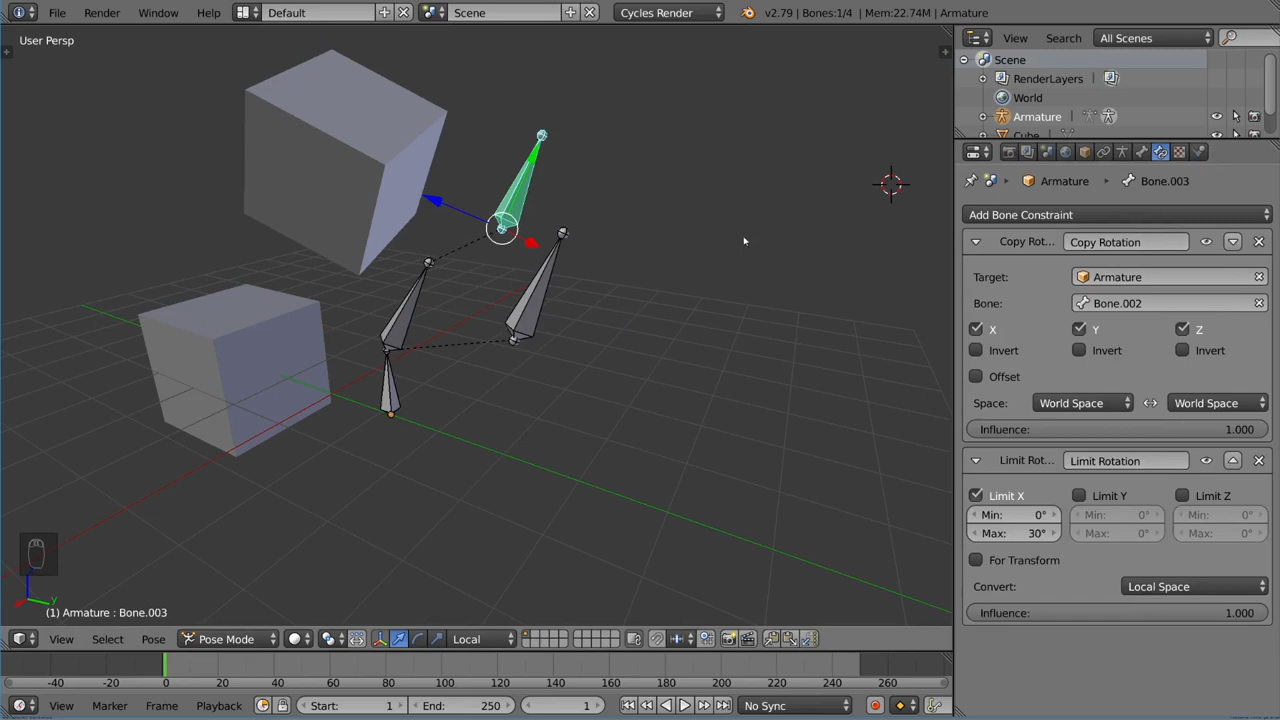 File Render Window Help Default Scene Cycles Render v2.79 | Bones:1/4 | Mem:22.74M | Armature
User Persp
View Search All Scenes
Scene
RenderLayers
World
Armature
Cube
Armature Bone.003
Add Bone Constraint
Copy Rot... Copy Rotation
Target: Armature
Bone: Bone.002
X Y Z
Invert Invert Invert
Offset
Space: World Space World Space
Influence: 1.000
Limit Rot... Limit Rotation
Limit X Limit Y Limit Z
Min: 0° Min: 0° Min: 0°
Max: 30° Max: 0° Max: 0°
For Transform
Convert: Local Space
Influence: 1.000
y
(1) Armature : Bone.003
View Select Pose Pose Mode Local
-40 -20 0 20 40 60 80 100 120 140 160 180 200 220 240 260
View Marker Frame Playback Start: 1 End: 250 1 No Sync